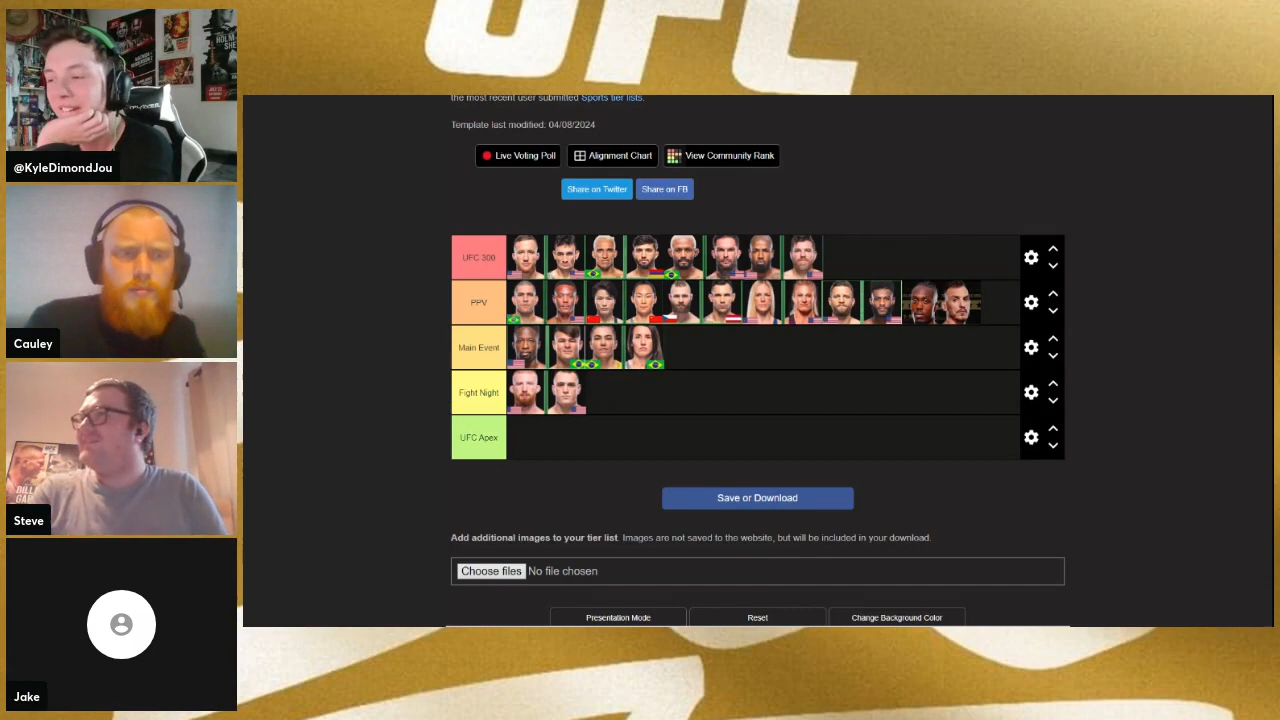 UFC
the most recent user submitted Sports tier lists.
Template last modified: 04/08/2024
Live Voting Poll
Alignment Chart
View Community Rank
Share on Twitter
Share on FB
UFC 300
PPV
Main Event
Fight Night
UFC Apex
Save or Download
Add additional images to your tier list. Images are not saved to the website, but will be included in your download.
Choose files No file chosen
Presentation Mode
Reset
Change Background Color
@KyleDimondJou
Cauley
Steve
Jake